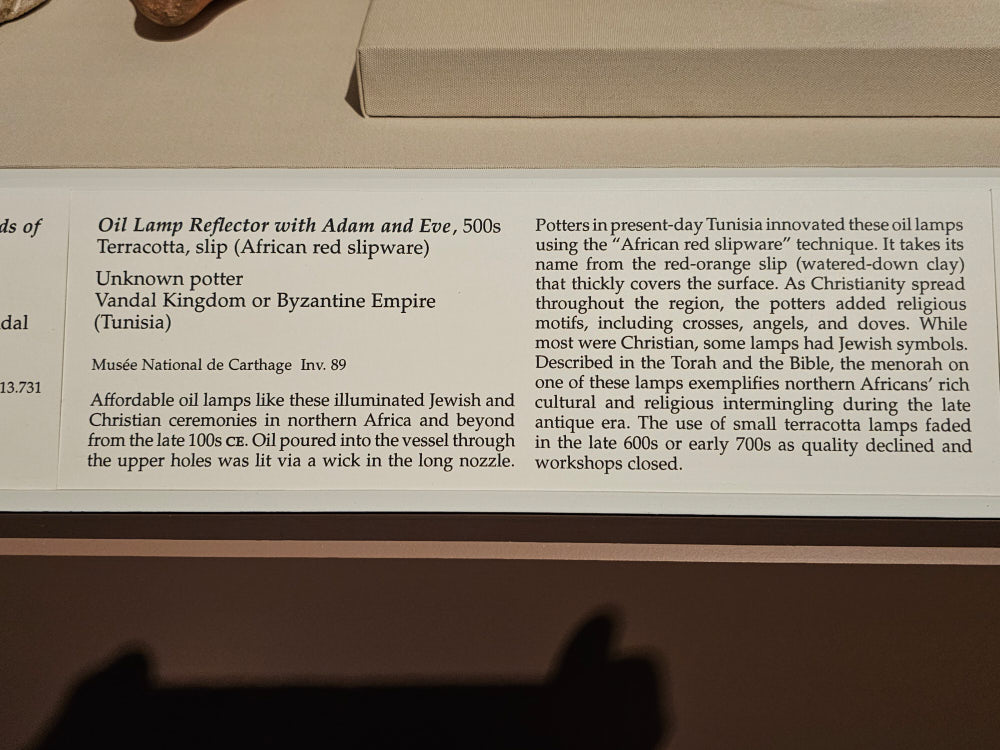 ds of
dal
13.731
Oil Lamp Reflector with Adam and Eve, 500s
Terracotta, slip (African red slipware)
Unknown potter
Vandal Kingdom or Byzantine Empire
(Tunisia)
Musée National de Carthage Inv. 89
Affordable oil lamps like these illuminated Jewish and
Christian ceremonies in northern Africa and beyond
from the late 100s CE. Oil poured into the vessel through
the upper holes was lit via a wick in the long nozzle.
Potters in present-day Tunisia innovated these oil lamps
using the “African red slipware” technique. It takes its
name from the red-orange slip (watered-down clay)
that thickly covers the surface. As Christianity spread
throughout the region, the potters added religious
motifs, including crosses, angels, and doves. While
most were Christian, some lamps had Jewish symbols.
Described in the Torah and the Bible, the menorah on
one of these lamps exemplifies northern Africans’ rich
cultural and religious intermingling during the late
antique era. The use of small terracotta lamps faded
in the late 600s or early 700s as quality declined and
workshops closed.